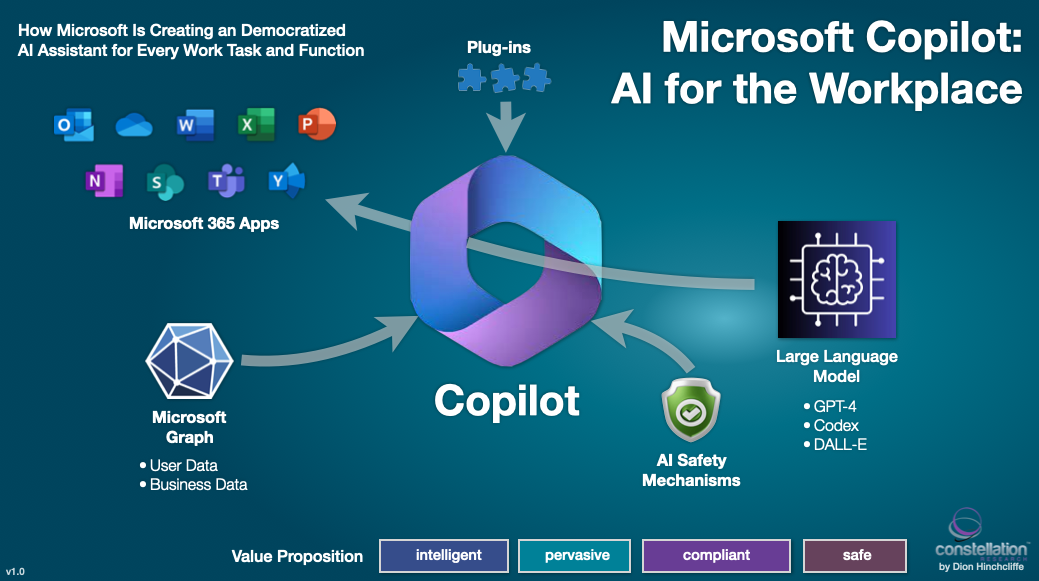 How Microsoft Is Creating an Democratized
AI Assistant for Every Work Task and Function
Microsoft Copilot:
AI for the Workplace
Plug-ins
O
W
X
P
N
S
T
Y
Microsoft 365 Apps
Large Language
Model
• GPT-4
• Codex
• DALL-E
Copilot
Microsoft
Graph
• User Data
• Business Data
AI Safety
Mechanisms
Value Proposition
intelligent
pervasive
compliant
safe
constellation
RESEARCH
by Dion Hinchcliffe
v1.0